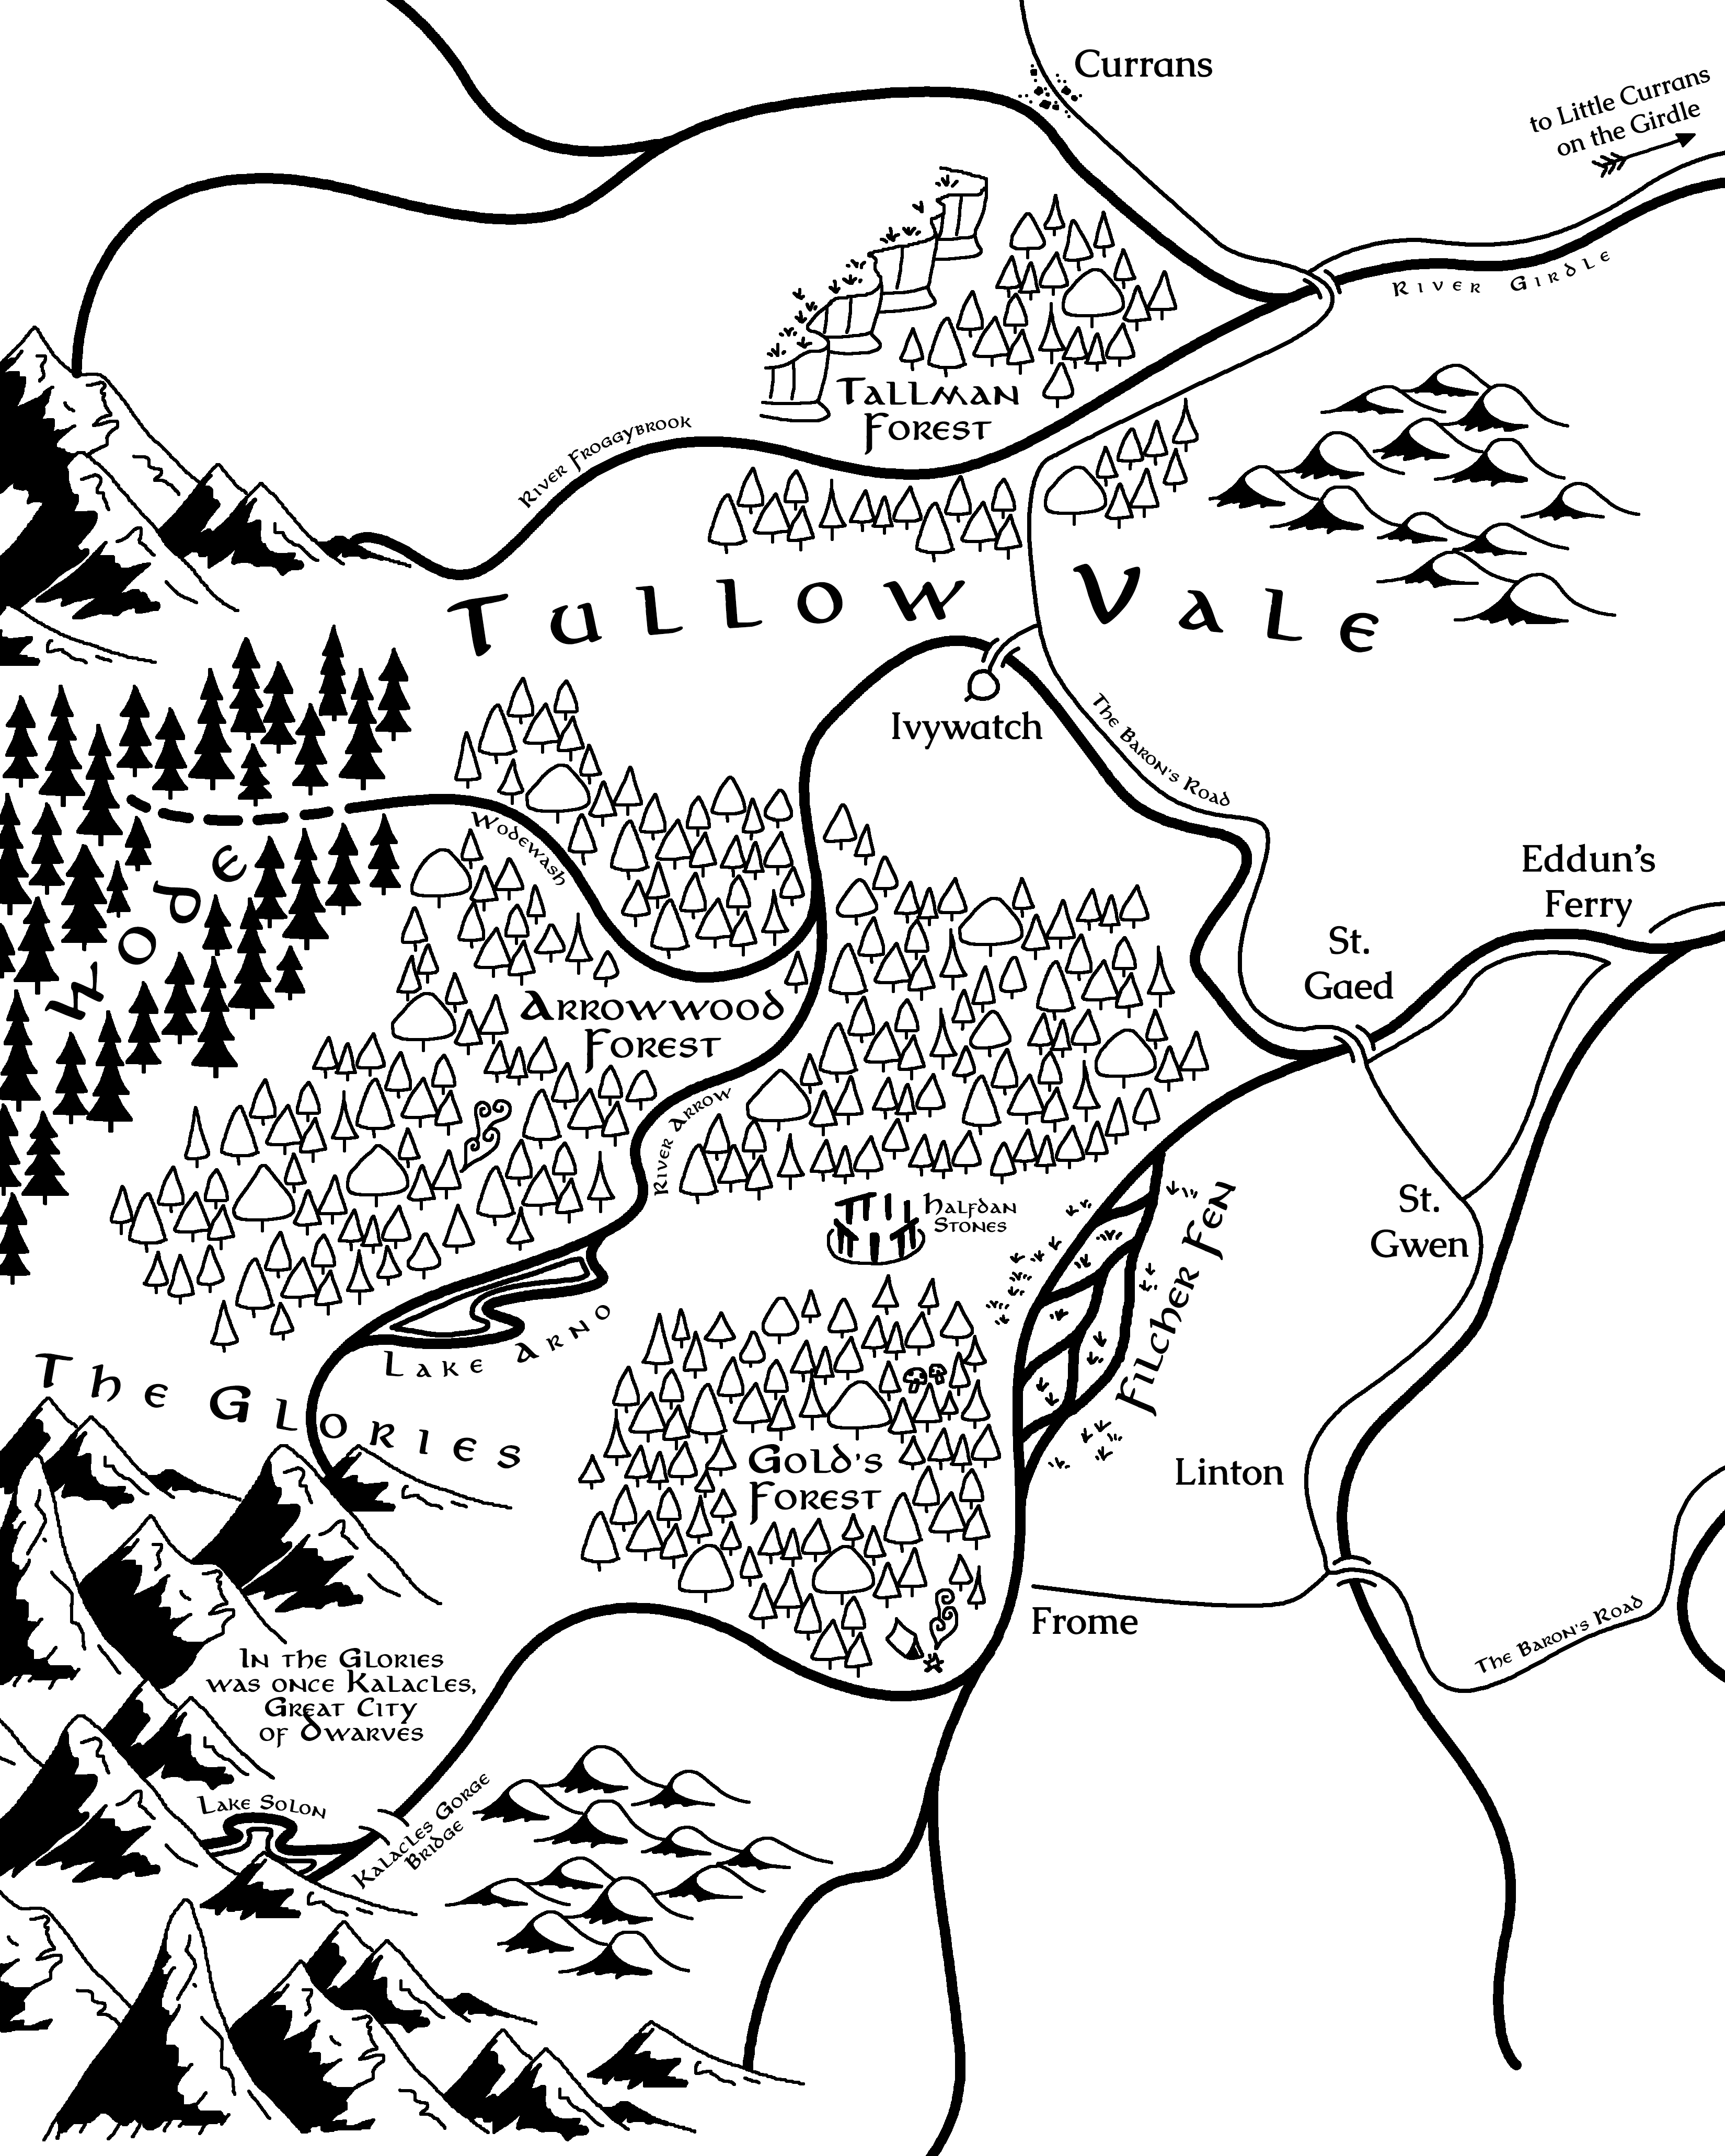 Currans
to Little Currans
on the Girdle
River Girdle
Tallman
Forest
River Froggybrook
Tullow Vale
Ivywatch
The Baron's Road
Wodewash
Wode
Eddun's
Ferry
St.
Gaed
Arrowwood
Forest
River Arrow
Halfdan
Stones
St.
Gwen
Filcher Fen
Lake Arno
The Glories
Gold's
Forest
Linton
Frome
The Baron's Road
In the Glories
was once Kalacles,
Great City
of Dwarves
Lake Solon
Kalacles Gorge
Bridge